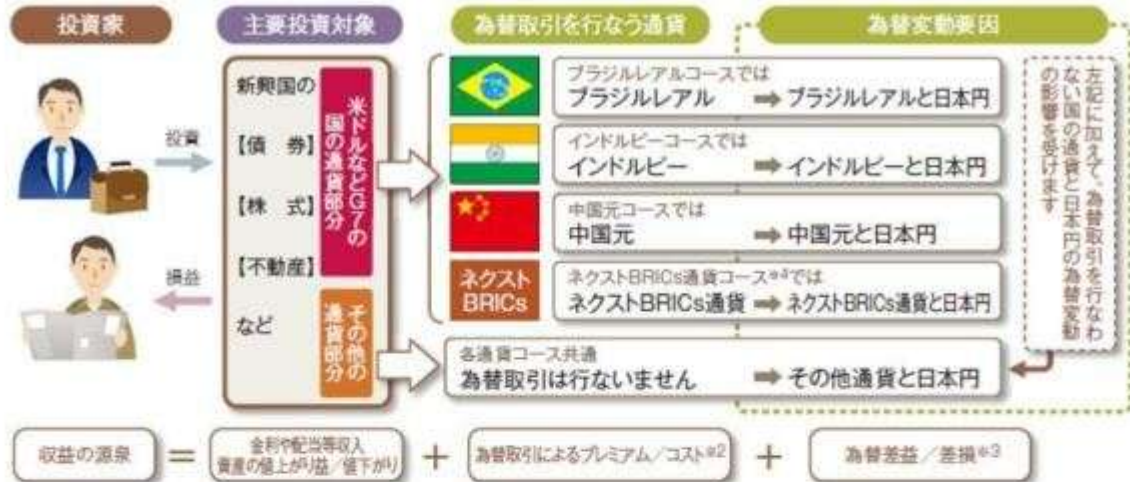 投資家
主要投資対象
為替取引を行なう通貨
為替変動要因
投資
損益
新興国の
【債 券】
【株 式】
【不動産】
など
米ドルなどG7の
国の通貨部分
その他の
通貨部分
ブラジルレアルコースでは
ブラジルレアル ➡ ブラジルレアルと日本円
インドルピーコースでは
インドルピー ➡ インドルピーと日本円
中国元コースでは
中国元 ➡ 中国元と日本円
ネクスト
BRICs
ネクストBRICs通貨コース※4では
ネクストBRICs通貨 ➡ ネクストBRICs通貨と日本円
各通貨コース共通
為替取引は行ないません ➡ その他通貨と日本円
左記に加えて、為替取引を行なわ
ない国の通貨と日本円の為替変動
の影響を受けます
収益の源泉 =
金利や配当等収入
資産の値上がり益/値下がり
+ 為替取引によるプレミアム/コスト※2 + 為替差益/差損※3